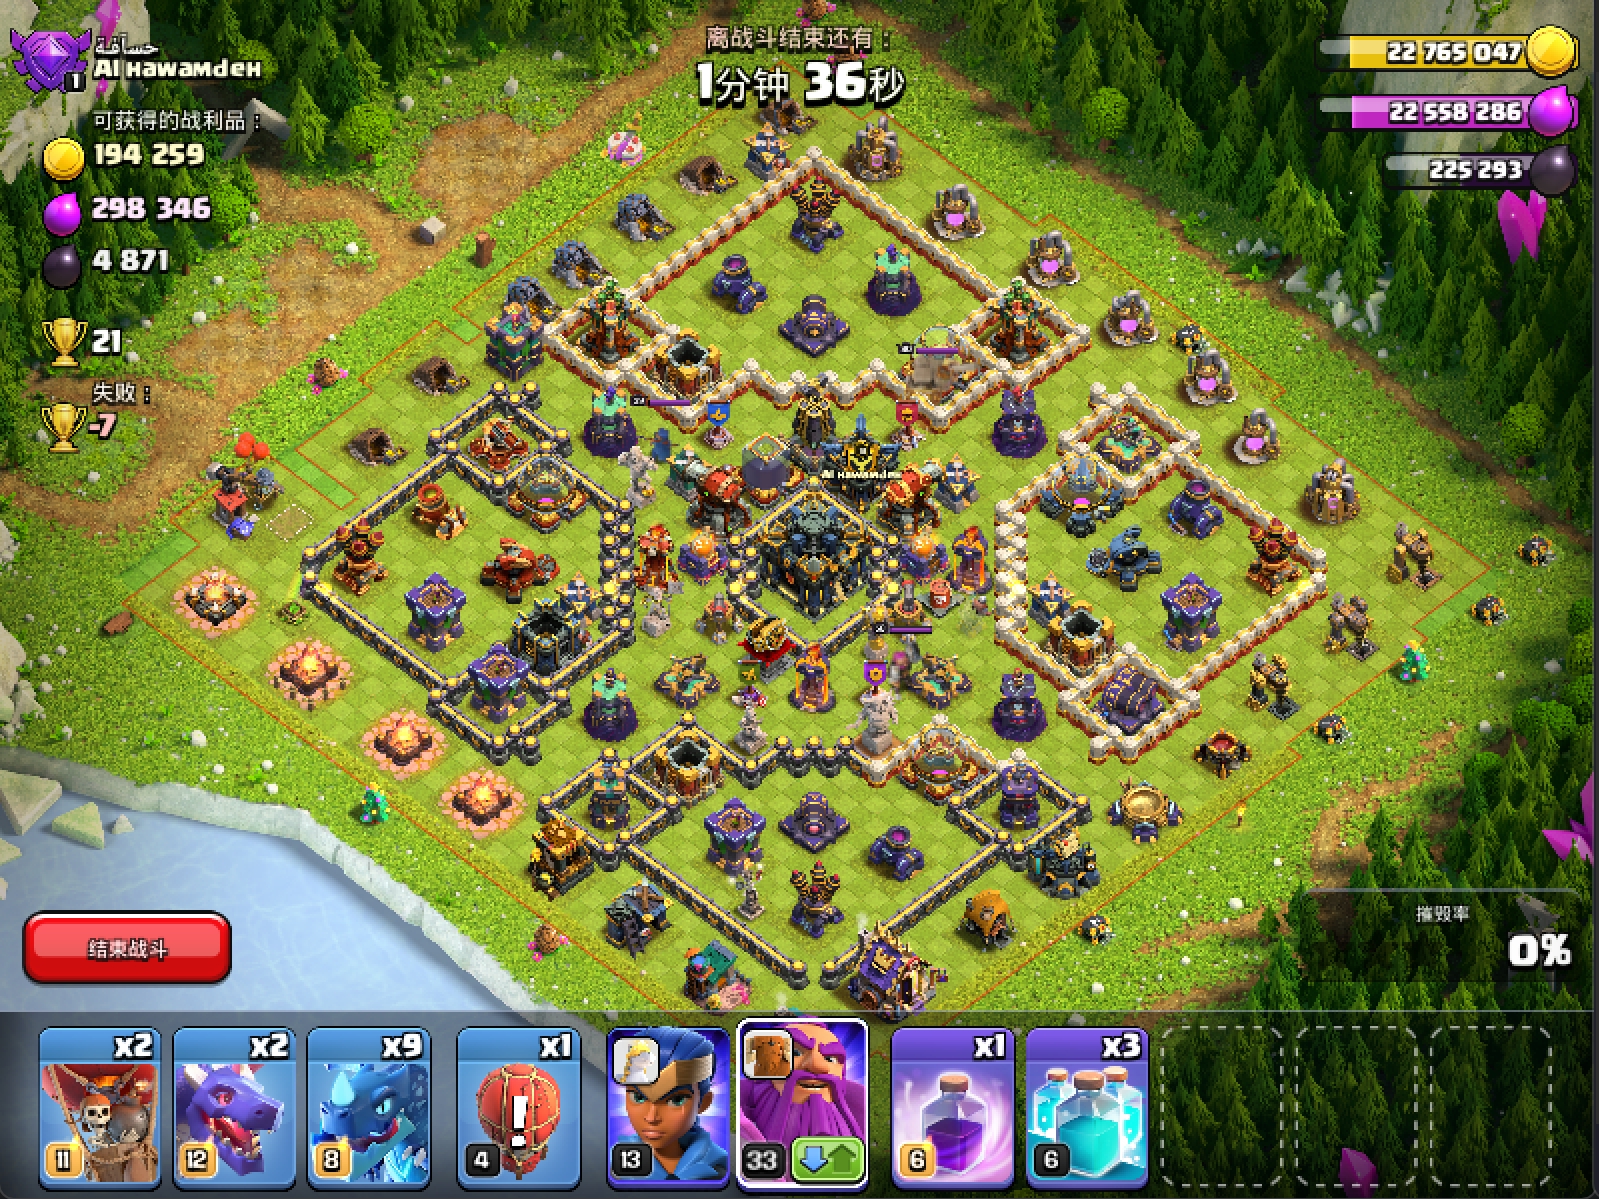 حسافة
Al нawaмdeн
1
可获得的战利品：
194 259
298 346
4 871
21
失败：
-7
离战斗结束还有：
1分钟 36秒
22 765 047
22 558 286
225 293
Al нawaмdeн
摧毁率
0%
结束战斗
x2
x2
x9
x1
x1
x3
11
12
8
4
13
33
6
6